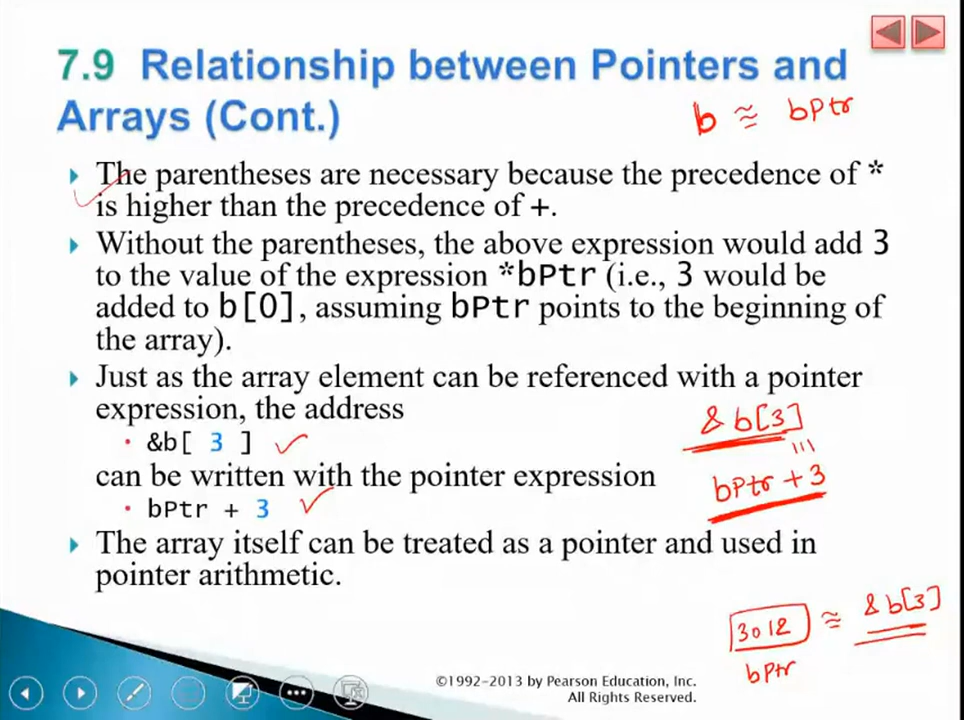 7.9 Relationship between Pointers and
Arrays (Cont.)
b ≅ bPtr
The parentheses are necessary because the precedence of *
is higher than the precedence of +.
Without the parentheses, the above expression would add 3
to the value of the expression *bPtr (i.e., 3 would be
added to b[0], assuming bPtr points to the beginning of
the array).
Just as the array element can be referenced with a pointer
expression, the address
&b[ 3 ]
& b[3]
can be written with the pointer expression
bPtr + 3
bPtr + 3
The array itself can be treated as a pointer and used in
pointer arithmetic.
3012 ≅ & b[3]
bPtr
©1992-2013 by Pearson Education, Inc.
All Rights Reserved.